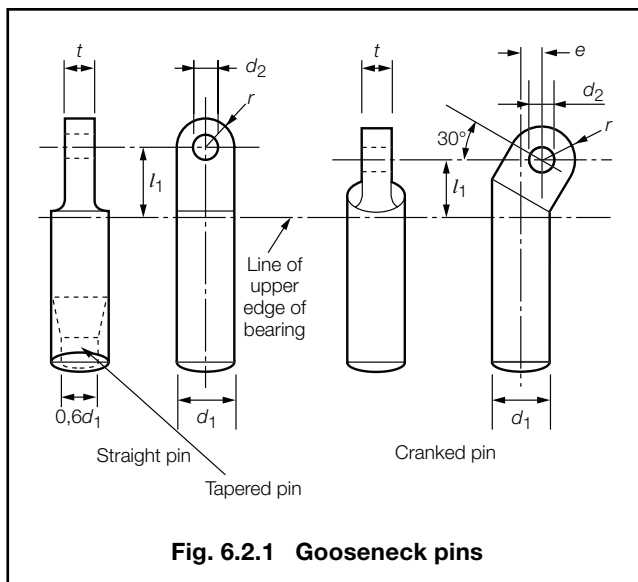 t
d2
r
l1
t
e
d2
r
30°
l1
Line of
upper
edge of
bearing
0,6d1
d1
d1
Straight pin
Cranked pin
Tapered pin
Fig. 6.2.1 Gooseneck pins